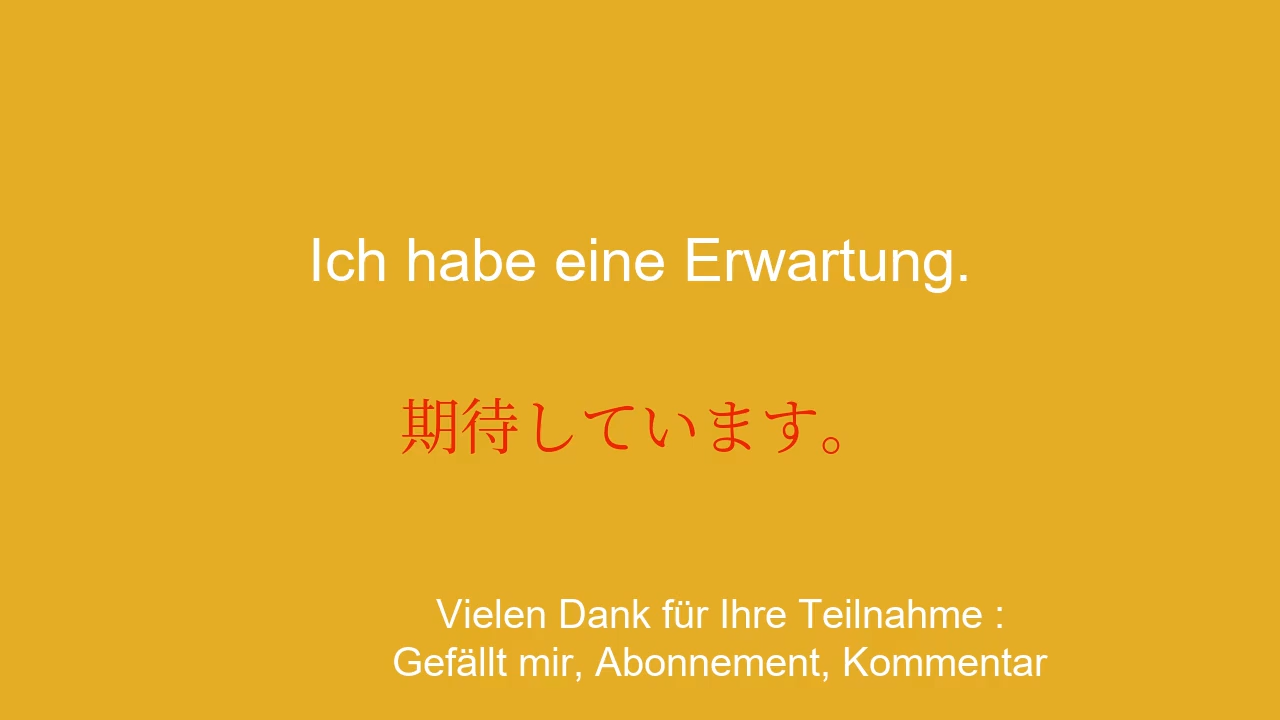 Ich habe eine Erwartung.
期待しています。
Vielen Dank für Ihre Teilnahme :
Gefällt mir, Abonnement, Kommentar